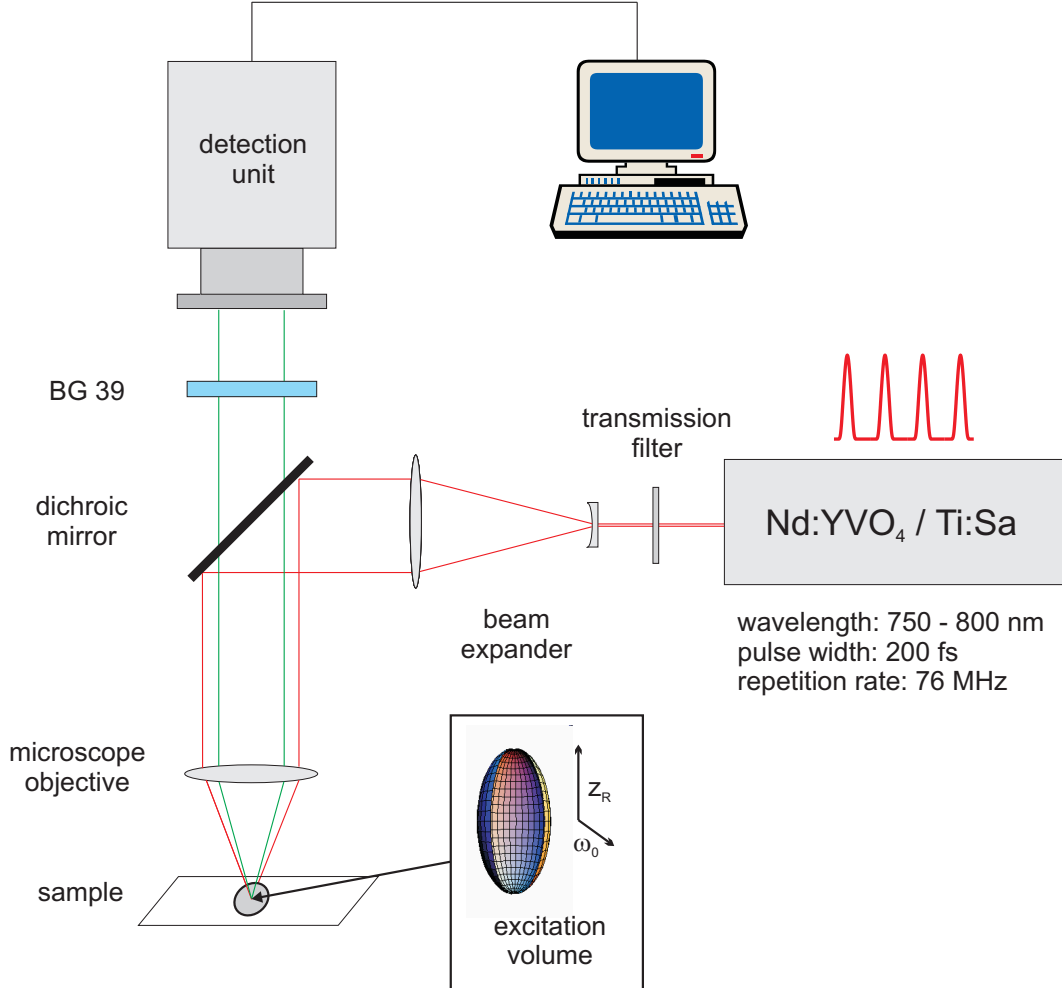 detection
unit
BG 39
transmission
filter
dichroic
mirror
Nd:YVO₄ / Ti:Sa
beam
expander
wavelength: 750 - 800 nm
pulse width: 200 fs
repetition rate: 76 MHz
microscope
objective
z_R
ω₀
sample
excitation
volume